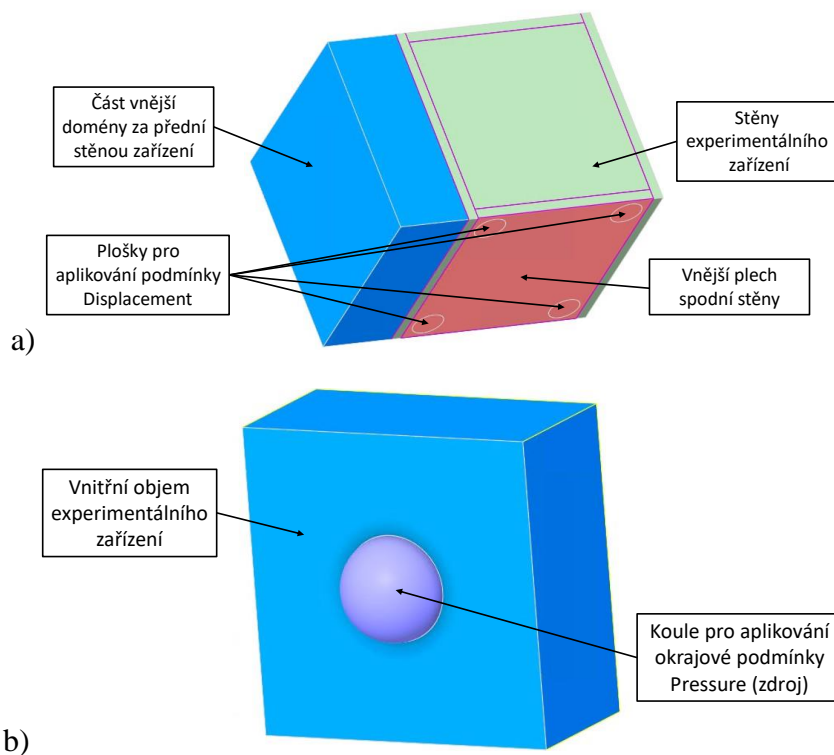 Část vnější
domény za přední
stěnou zařízení
Stěny
experimentálního
zařízení
Plošky pro
aplikování podmínky
Displacement
Vnější plech
spodní stěny
a)
Vnitřní objem
experimentálního
zařízení
Koule pro aplikování
okrajové podmínky
Pressure (zdroj)
b)